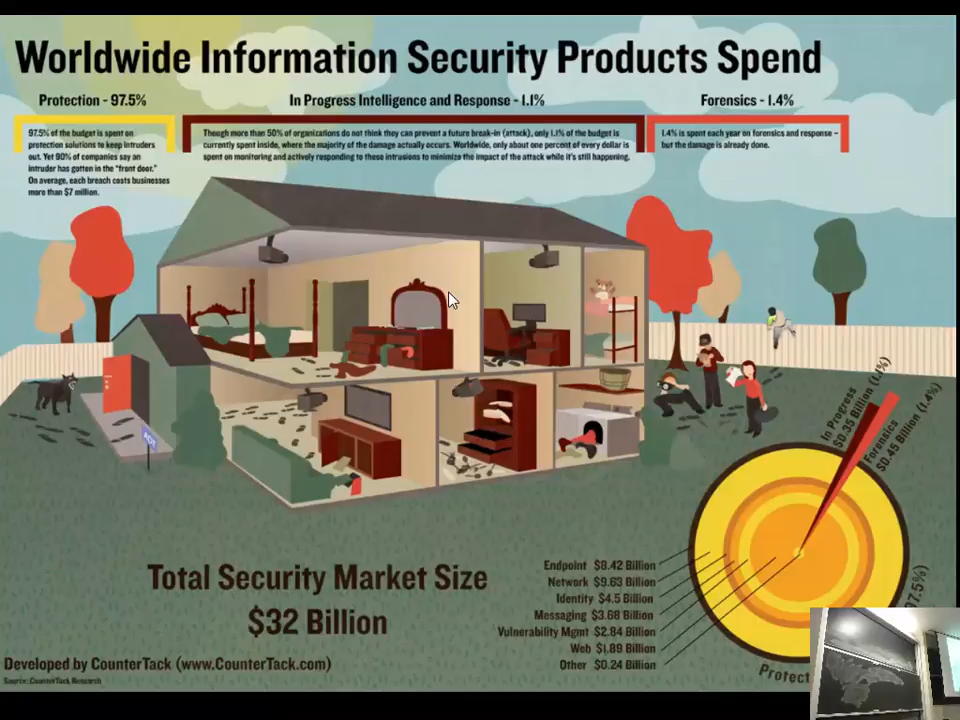 Worldwide Information Security Products Spend
Protection - 97.5%
In Progress Intelligence and Response - 1.1%
Forensics - 1.4%
97.5% of the budget is spent on
protection solutions to keep intruders
out. Yet 90% of companies say an
intruder has gotten in the "front door."
On average, each breach costs businesses
more than $7 million.
Though more than 50% of organizations do not think they can prevent a future break-in (attack), only 1.1% of the budget is
currently spent inside, where the majority of the damage actually occurs. Worldwide, only about one percent of every dollar is
spent on monitoring and actively responding to these intrusions to minimize the impact of the attack while it's still happening.
1.4% is spent each year on forensics and response -
but the damage is already done.
ADT
In Progress
$0.35 Billion (1.1%)
Forensics
$0.45 Billion (1.4%)
Endpoint $8.42 Billion
Network $9.63 Billion
Identity $4.5 Billion
Messaging $3.68 Billion
Vulnerability Mgmt $2.84 Billion
Web $1.89 Billion
Other $0.24 Billion
Total Security Market Size
$32 Billion
Protect
97.5%)
Developed by CounterTack (www.CounterTack.com)
Source: CounterTack Research